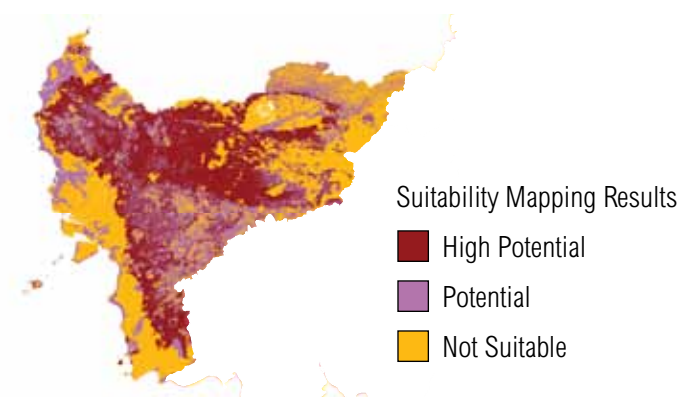 Suitability Mapping Results
High Potential
Potential
Not Suitable